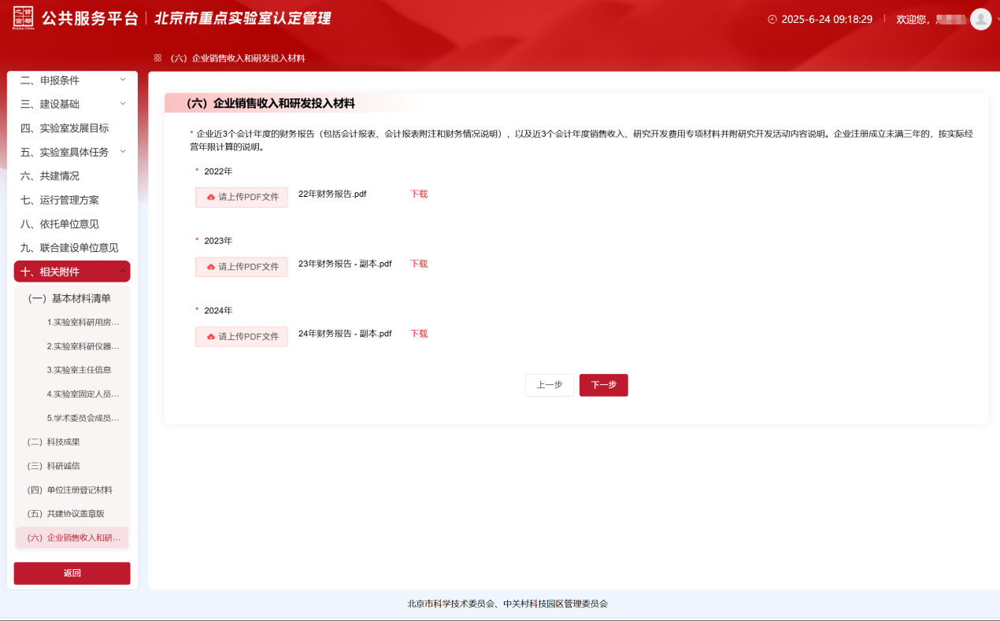 之首
宙都
Beijing·China
公共服务平台
北京市重点实验室认定管理
2025-6-24 09:18:29
欢迎您,
(六) 企业销售收入和研发投入材料
二、申报条件
三、建设基础
四、实验室发展目标
五、实验室具体任务
六、共建情况
七、运行管理方案
八、依托单位意见
九、联合建设单位意见
十、相关附件
(一) 基本材料清单
1.实验室科研用房...
2.实验室科研仪器...
3.实验室主任信息
4.实验室固定人员...
5.学术委员会成员...
(二) 科技成果
(三) 科研诚信
(四) 单位注册登记材料
(五) 共建协议盖章版
(六) 企业销售收入和研...
返回
(六) 企业销售收入和研发投入材料
* 企业近3个会计年度的财务报告（包括会计报表、会计报表附注和财务情况说明），以及近3个会计年度销售收入、研究开发费用专项材料并附研究开发活动内容说明。企业注册成立未满三年的，按实际经
营年限计算的说明。
* 2022年
请上传PDF文件 22年财务报告.pdf 下载
* 2023年
请上传PDF文件 23年财务报告 - 副本.pdf 下载
* 2024年
请上传PDF文件 24年财务报告 - 副本.pdf 下载
上一步 下一步
北京市科学技术委员会、中关村科技园区管理委员会